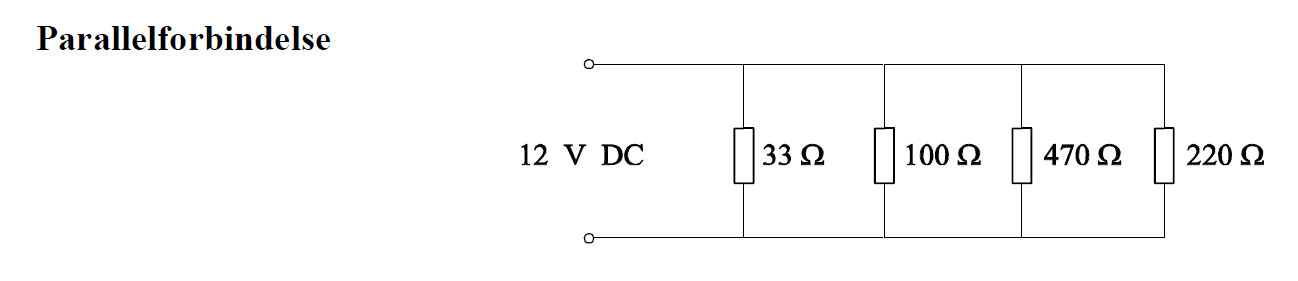 Parallelforbindelse
12 V DC
33 Ω
100 Ω
470 Ω
220 Ω